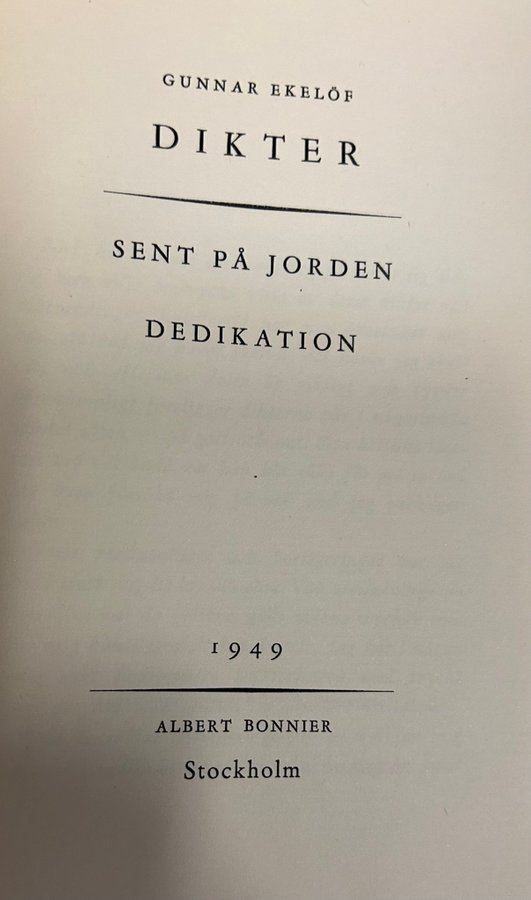 GUNNAR EKELÖF
DIKTER
SENT PÅ JORDEN
DEDIKATION
1949
ALBERT BONNIER
Stockholm